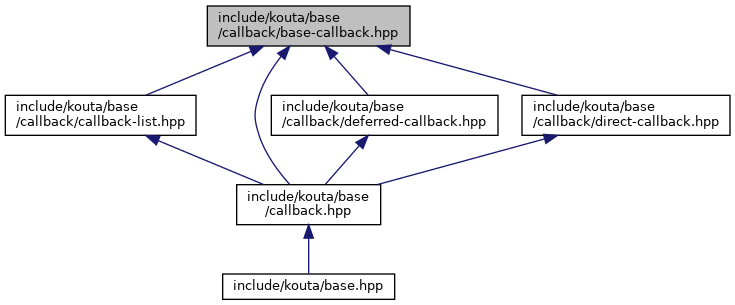 include/kouta/base
/callback/base-callback.hpp
include/kouta/base
/callback/callback-list.hpp
include/kouta/base
/callback/deferred-callback.hpp
include/kouta/base
/callback/direct-callback.hpp
include/kouta/base
/callback.hpp
include/kouta/base.hpp